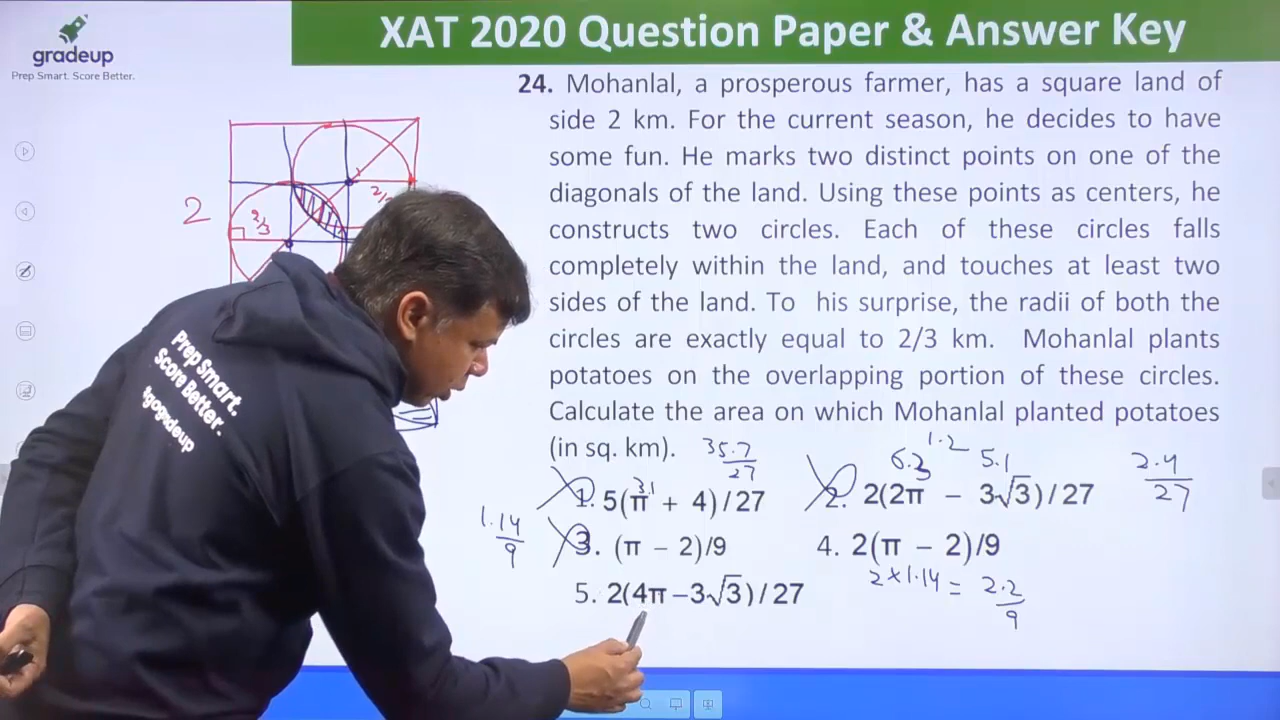 gradeup
Prep Smart. Score Better.
XAT 2020 Question Paper & Answer Key
24. Mohanlal, a prosperous farmer, has a square land of
side 2 km. For the current season, he decides to have
some fun. He marks two distinct points on one of the
diagonals of the land. Using these points as centers, he
constructs two circles. Each of these circles falls
completely within the land, and touches at least two
sides of the land. To his surprise, the radii of both the
circles are exactly equal to 2/3 km. Mohanlal plants
potatoes on the overlapping portion of these circles.
Calculate the area on which Mohanlal planted potatoes
(in sq. km).
35.7/27
1.2
6.2 5.1
2.4/27
3.1
1. 5(π + 4)/27
2. 2(2π − 3√3)/27
1.14/9
3. (π − 2)/9
4. 2(π − 2)/9
2×1.14 = 2.2/9
5. 2(4π−3√3)/27
2
2/3
Prep Smart.
Score Better.
#gogradeup